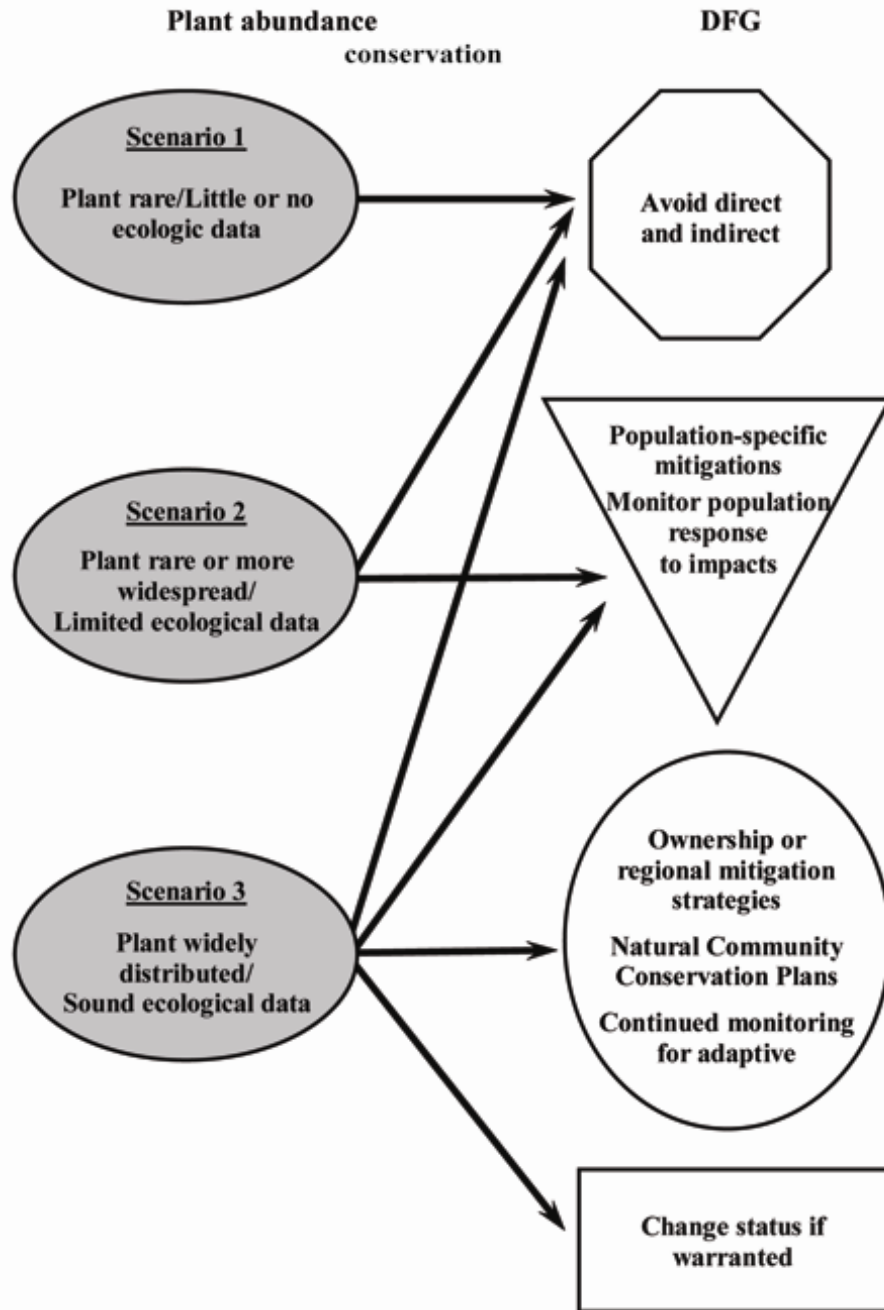 Plant abundance
DFG
conservation
Scenario 1
Plant rare/Little or no
ecologic data
Avoid direct
and indirect
Scenario 2
Plant rare or more
widespread/
Limited ecological data
Population-specific
mitigations
Monitor population
response
to impacts
Scenario 3
Plant widely
distributed/
Sound ecological data
Ownership or
regional mitigation
strategies
Natural Community
Conservation Plans
Continued monitoring
for adaptive
Change status if
warranted